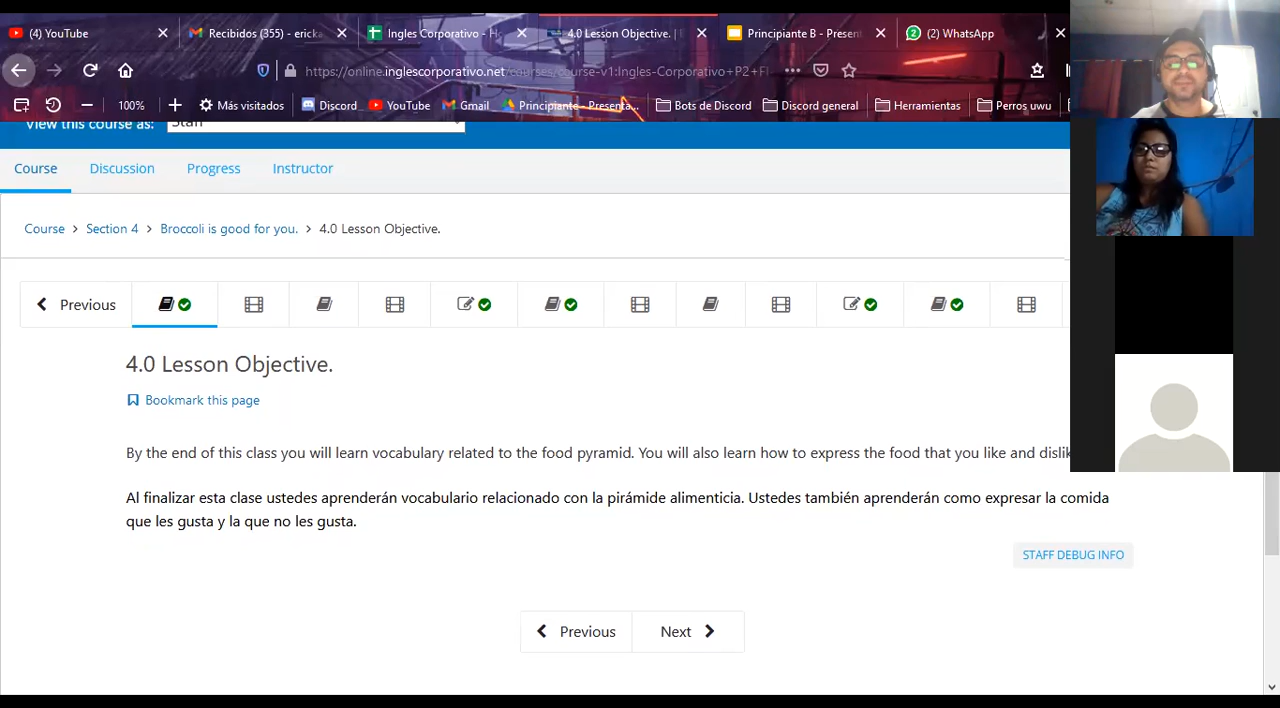 (4) YouTube
Recibidos (355) - ericka
Ingles Corporativo - Ho
4.0 Lesson Objective. |
Principiante B - Present
(2) WhatsApp
https://online.inglescorporativo.net/courses/course-v1:Ingles-Corporativo+P2+
100%
Más visitados
Discord
YouTube
Gmail
Principiante - Presenta...
Bots de Discord
Discord general
Herramientas
Perros uwu
View this course as:
Staff
Course
Discussion
Progress
Instructor
Course > Section 4 > Broccoli is good for you. > 4.0 Lesson Objective.
Previous
4.0 Lesson Objective.
Bookmark this page
By the end of this class you will learn vocabulary related to the food pyramid. You will also learn how to express the food that you like and dislik
Al finalizar esta clase ustedes aprenderán vocabulario relacionado con la pirámide alimenticia. Ustedes también aprenderán como expresar la comida
que les gusta y la que no les gusta.
STAFF DEBUG INFO
Previous
Next